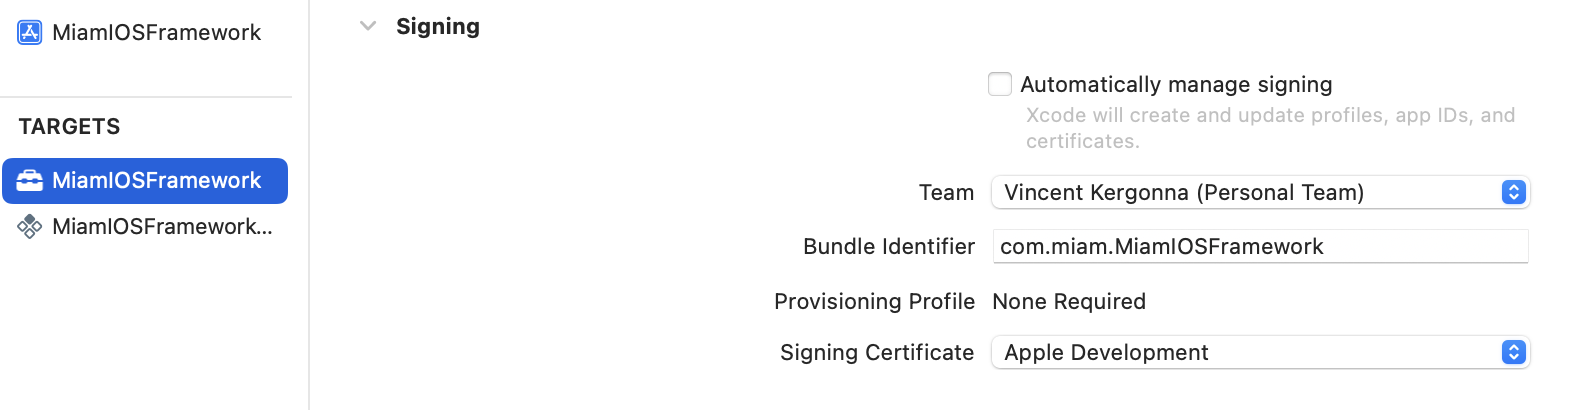 MiamIOSFramework
TARGETS
MiamIOSFramework
MiamIOSFramework...
Signing
Automatically manage signing
Xcode will create and update profiles, app IDs, and
certificates.
Team Vincent Kergonna (Personal Team)
Bundle Identifier com.miam.MiamIOSFramework
Provisioning Profile None Required
Signing Certificate Apple Development